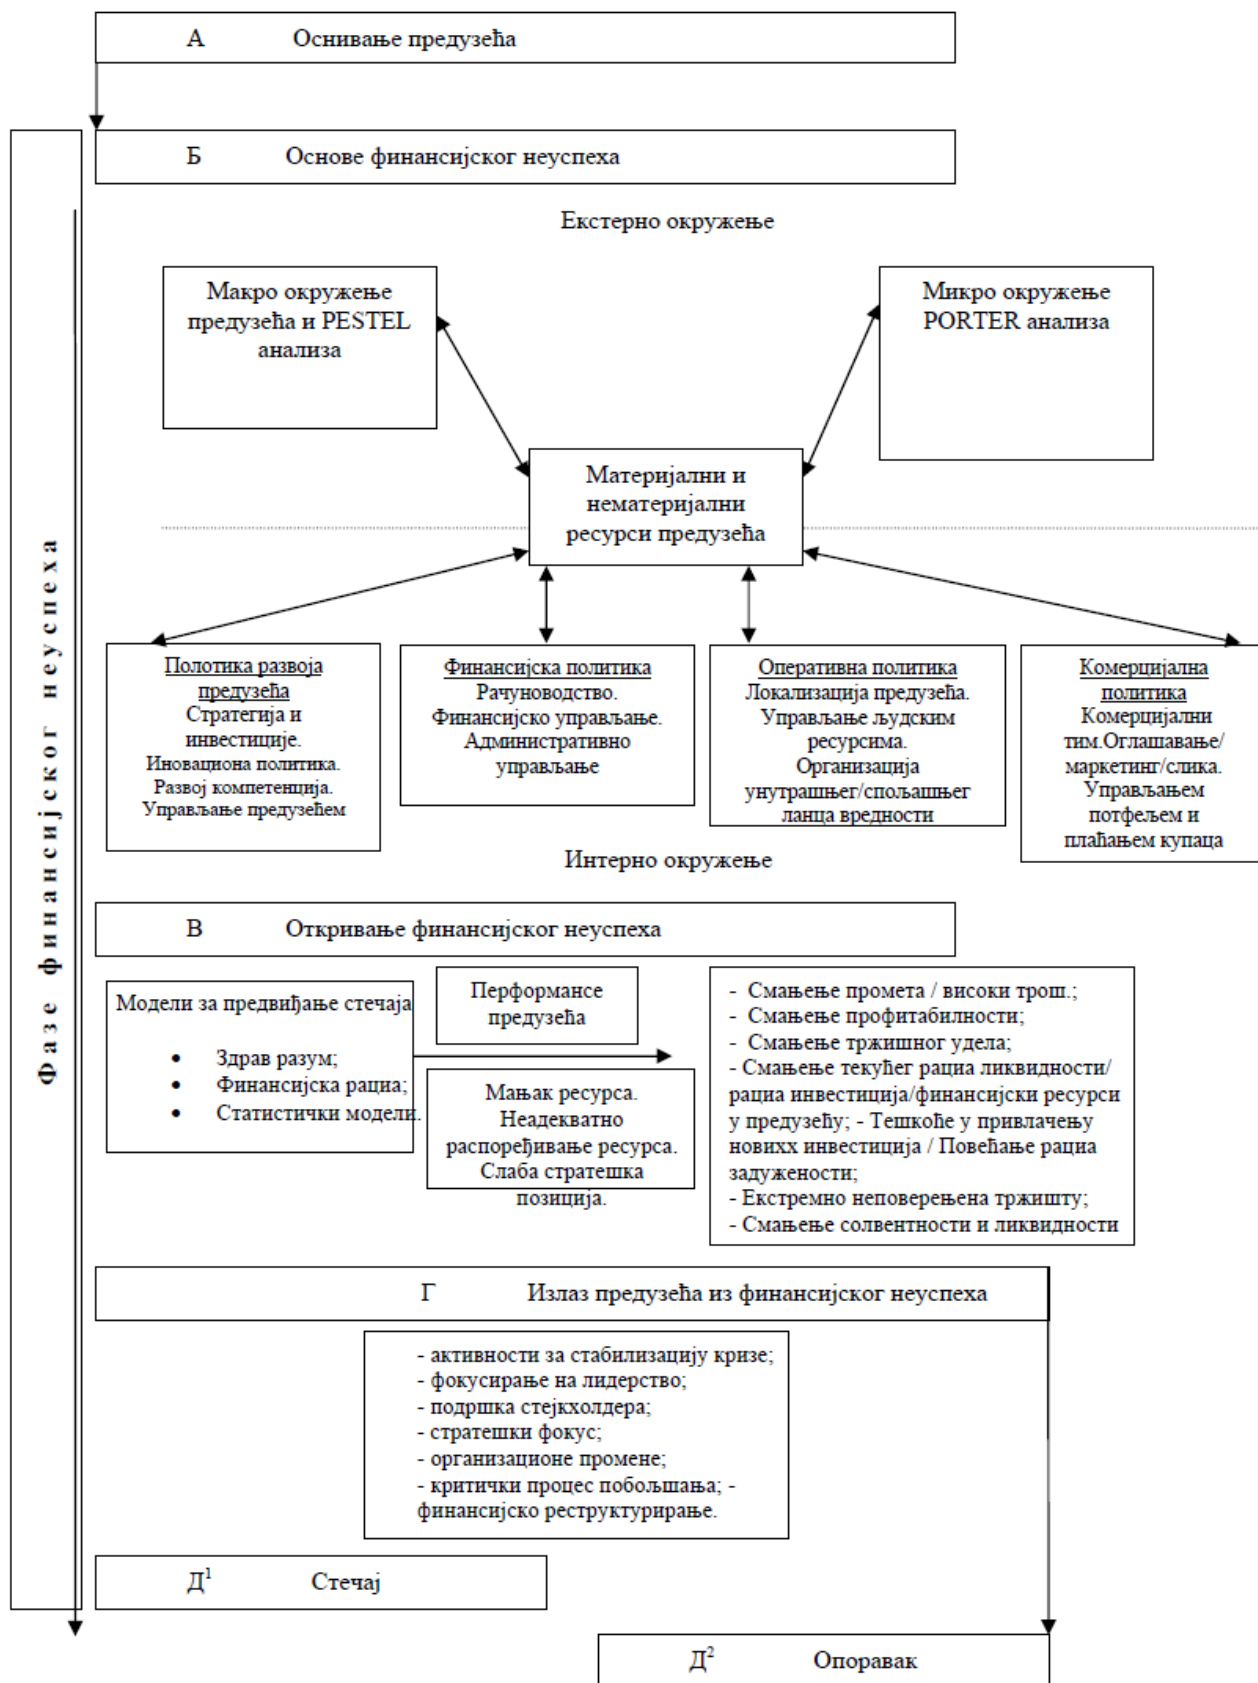 А Оснивање предузећа
Б Основе финансијског неуспеха
Фазе финансијског неуспеха
Екстерно окружење
Макро окружење
предузећа и PESTEL
анализа
Микро окружење
PORTER анализа
Материјални и
нематеријални
ресурси предузећа
Полотика развоја
предузећа
Стратегија и
инвестиције.
Иновациона политика.
Развој компетенција.
Управљање предузећем
Финансијска политика
Рачуноводство.
Финансијско управљање.
Административно
управљање
Оперативна политика
Локализација предузећа.
Управљање људским
ресурсима.
Организација
унутрашњег/спољашњег
ланца вредности
Комерцијална
политика
Комерцијални
тим.Оглашавање/
маркетинг/слика.
Управљањем
потфељем и
плаћањем купаца
Интерно окружење
В Откривање финансијског неуспеха
Модели за предвиђање стечаја
• Здрав разум;
• Финансијска рациа;
• Статистички модели.
Перформансе
предузећа
Мањак ресурса.
Неадекватно
распоређивање ресурса.
Слаба стратешка
позиција.
- Смањење промета / високи трош.;
- Смањење профитабилности;
- Смањење тржишног удела;
- Смањење текућег рациа ликвидности/
рациа инвестиција/финансијски ресурси
у предузећу; - Тешкоће у привлачењу
новихх инвестиција / Повећање рациа
задужености;
- Екстремно неповерењена тржишту;
- Смањење солвентности и ликвидности
Г Излаз предузећа из финансијског неуспеха
- активности за стабилизацију кризе;
- фокусирање на лидерство;
- подршка стејкхолдера;
- стратешки фокус;
- организационе промене;
- критички процес побољшања; -
финансијско реструктурирање.
Д¹ Стечај
Д² Опоравак